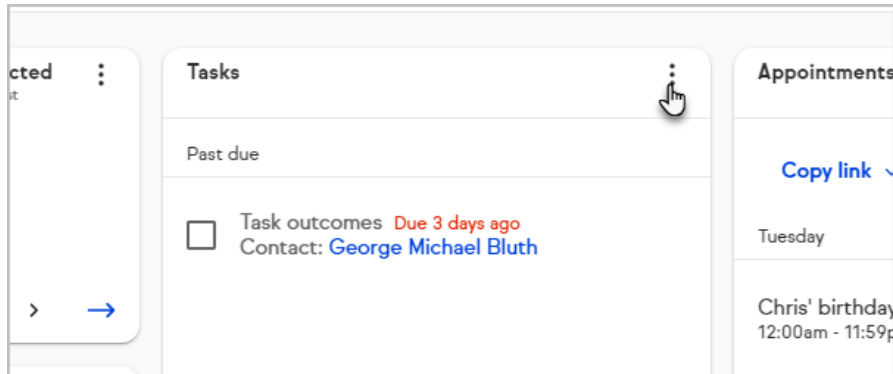 cted
st
Tasks
Past due
Task outcomes Due 3 days ago
Contact: George Michael Bluth
Appointments
Copy link
Tuesday
Chris' birthday
12:00am - 11:59p